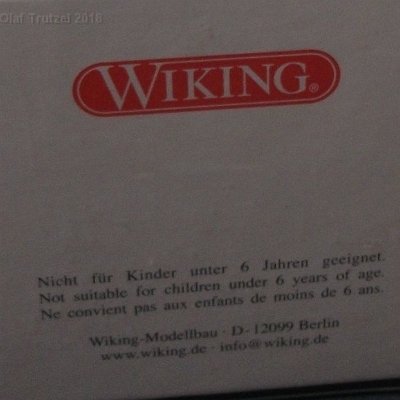 Olaf Trutzel 2018
WIKING®
Nicht für Kinder unter 6 Jahren geeignet.
Not suitable for children under 6 years of age.
Ne convient pas aux enfants de moins de 6 ans.
Wiking-Modellbau · D-12099 Berlin
www.wiking.de · info@wiking.de